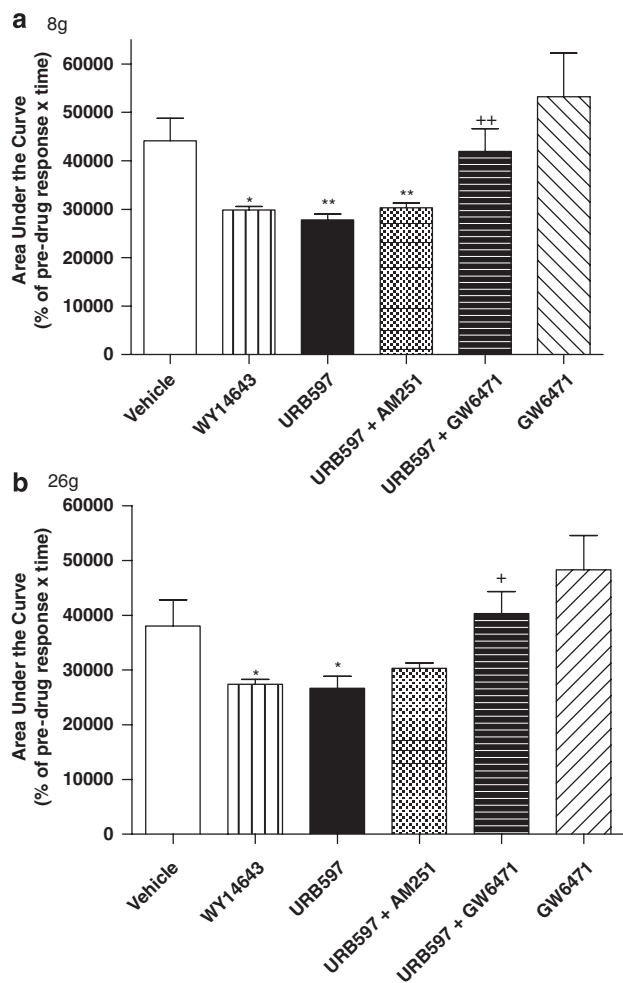 a 8g
Area Under the Curve
(% of pre-drug response x time)
60000
50000
40000
30000
20000
10000
0
*
**
**
++
Vehicle
WY14643
URB597
URB597 + AM251
URB597 + GW6471
GW6471
b 26g
Area Under the Curve
(% of pre-drug response x time)
60000
50000
40000
30000
20000
10000
0
*
*
+
Vehicle
WY14643
URB597
URB597 + AM251
URB597 + GW6471
GW6471